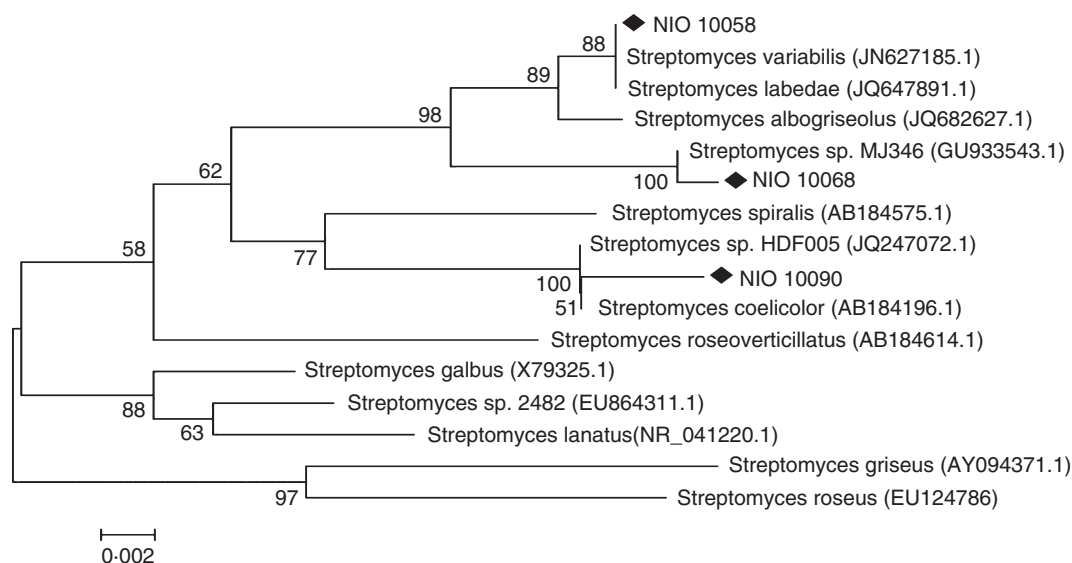 NIO 10058
88
Streptomyces variabilis (JN627185.1)
89
Streptomyces labedae (JQ647891.1)
98
Streptomyces albogriseolus (JQ682627.1)
Streptomyces sp. MJ346 (GU933543.1)
62
100
NIO 10068
Streptomyces spiralis (AB184575.1)
58
77
Streptomyces sp. HDF005 (JQ247072.1)
100
NIO 10090
51
Streptomyces coelicolor (AB184196.1)
Streptomyces roseoverticillatus (AB184614.1)
Streptomyces galbus (X79325.1)
88
Streptomyces sp. 2482 (EU864311.1)
63
Streptomyces lanatus(NR_041220.1)
Streptomyces griseus (AY094371.1)
97
Streptomyces roseus (EU124786)
0·002